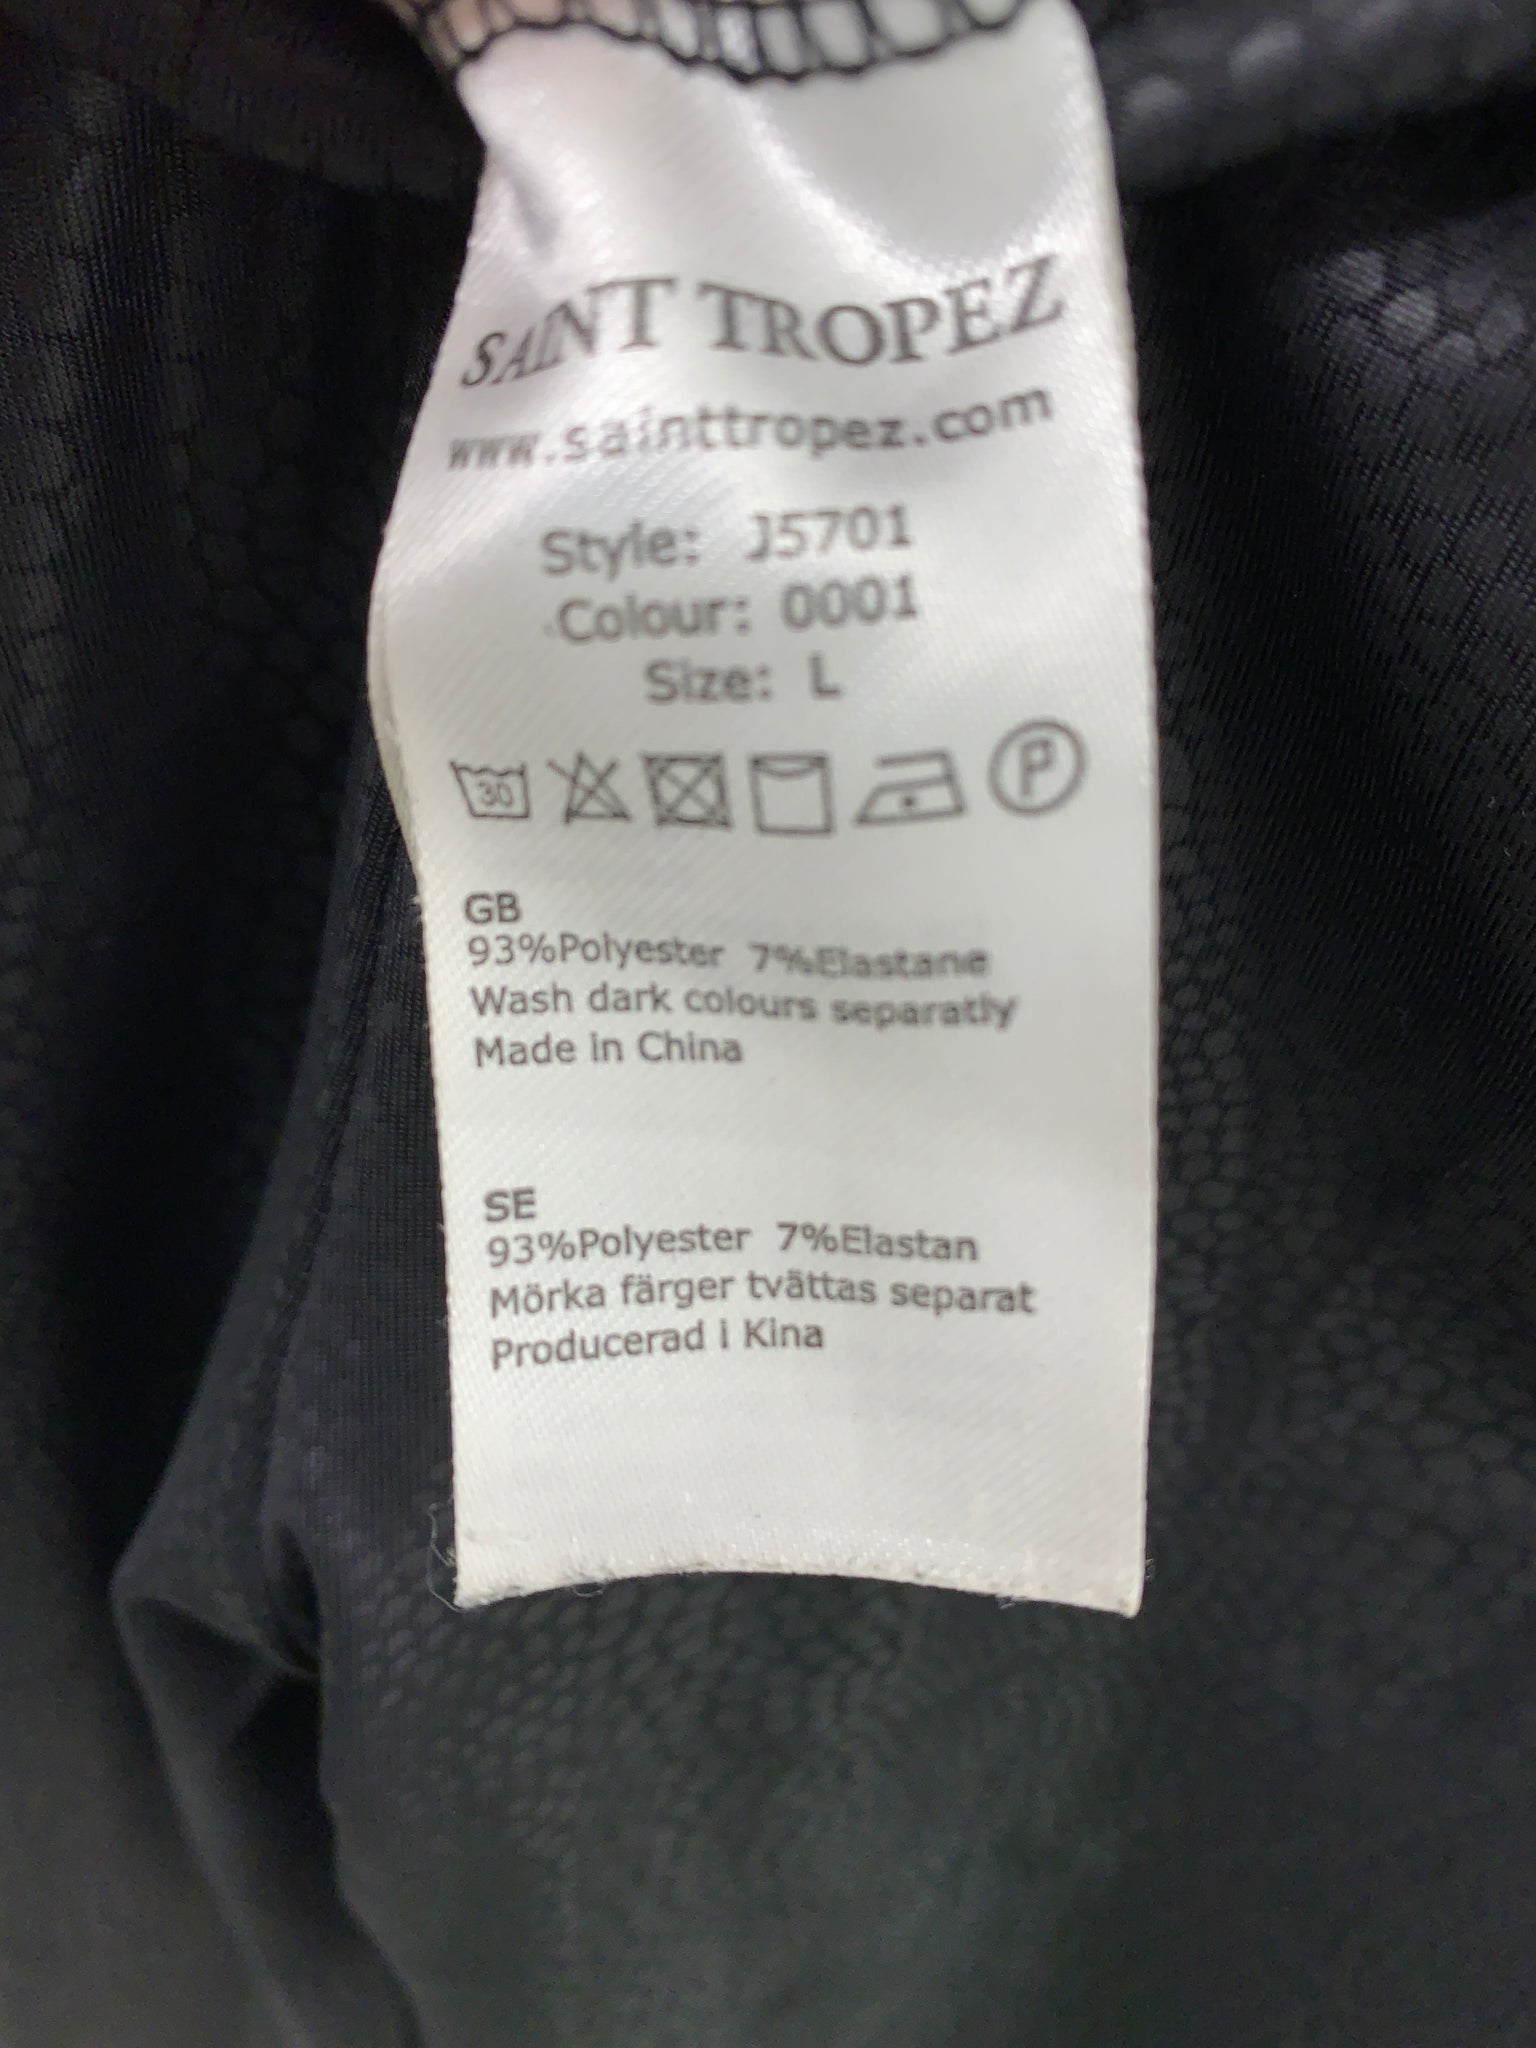 SAINT TROPEZ
www.sainttropez.com
Style: J5701
Colour: 0001
Size: L
30 P
GB
93%Polyester 7%Elastane
Wash dark colours separatly
Made in China
SE
93%Polyester 7%Elastan
Mörka färger tvättas separat
Producerad i Kina